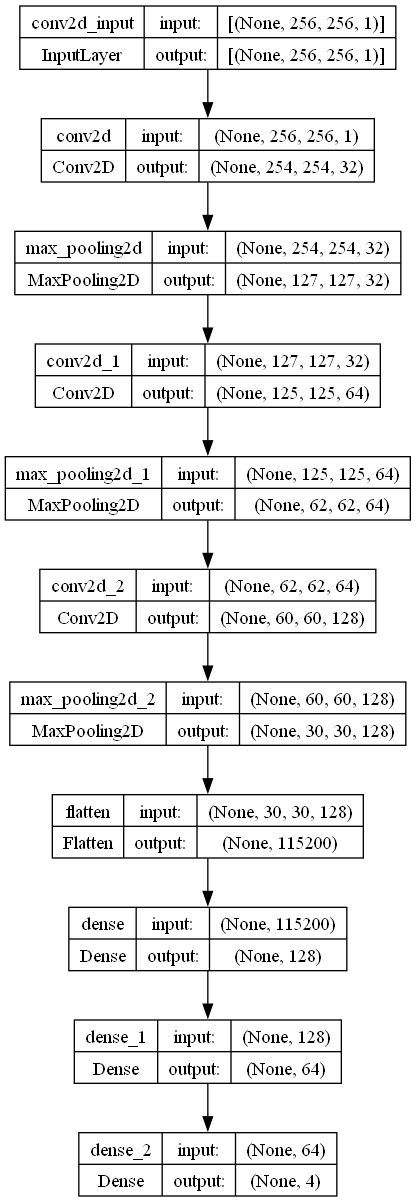 conv2d_input input: [(None, 256, 256, 1)]
InputLayer output: [(None, 256, 256, 1)]
conv2d input: (None, 256, 256, 1)
Conv2D output: (None, 254, 254, 32)
max_pooling2d input: (None, 254, 254, 32)
MaxPooling2D output: (None, 127, 127, 32)
conv2d_1 input: (None, 127, 127, 32)
Conv2D output: (None, 125, 125, 64)
max_pooling2d_1 input: (None, 125, 125, 64)
MaxPooling2D output: (None, 62, 62, 64)
conv2d_2 input: (None, 62, 62, 64)
Conv2D output: (None, 60, 60, 128)
max_pooling2d_2 input: (None, 60, 60, 128)
MaxPooling2D output: (None, 30, 30, 128)
flatten input: (None, 30, 30, 128)
Flatten output: (None, 115200)
dense input: (None, 115200)
Dense output: (None, 128)
dense_1 input: (None, 128)
Dense output: (None, 64)
dense_2 input: (None, 64)
Dense output: (None, 4)